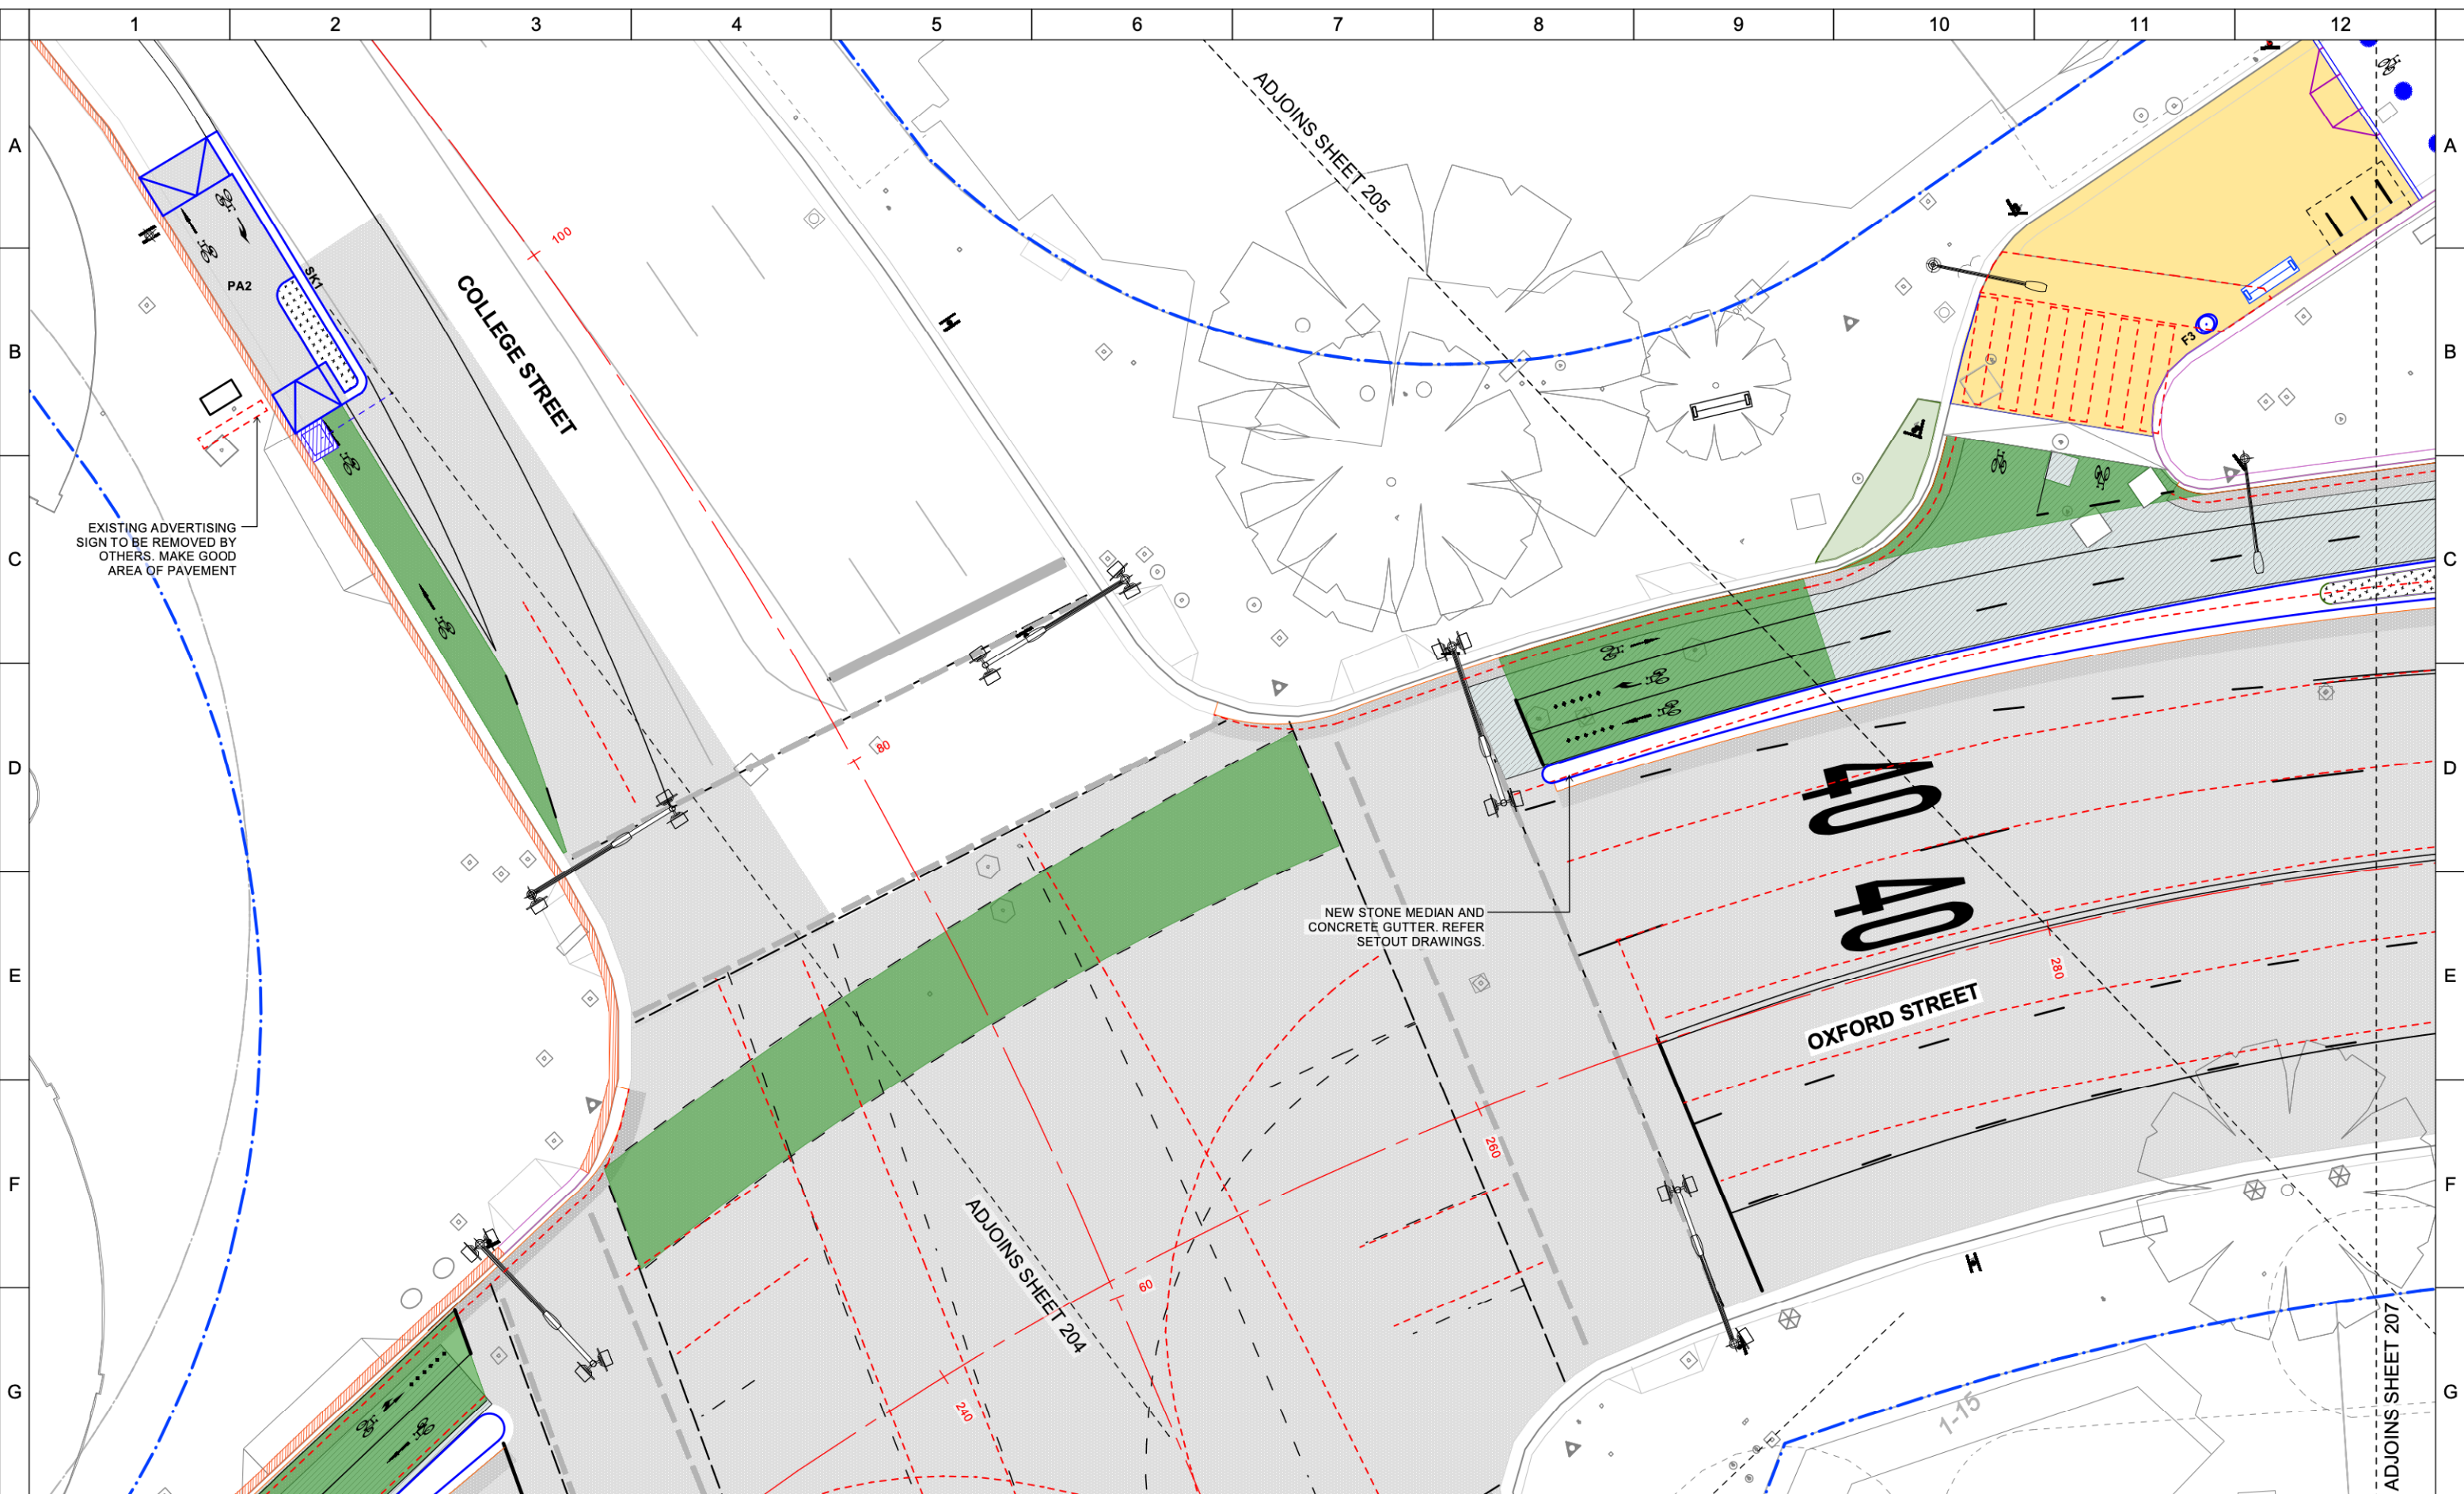 1 2 3 4 5 6 7 8 9 10 11 12
A A
ADJOINS SHEET 205
100
SK1
PA2
COLLEGE STREET
B B
F3
EXISTING ADVERTISING
SIGN TO BE REMOVED BY
OTHERS. MAKE GOOD
AREA OF PAVEMENT
C C
80
D D
40
40
NEW STONE MEDIAN AND
CONCRETE GUTTER. REFER
SETOUT DRAWINGS.
E E
280
OXFORD STREET
260
F F
ADJOINS SHEET 204
60
240
G G
1-15
ADJOINS SHEET 207